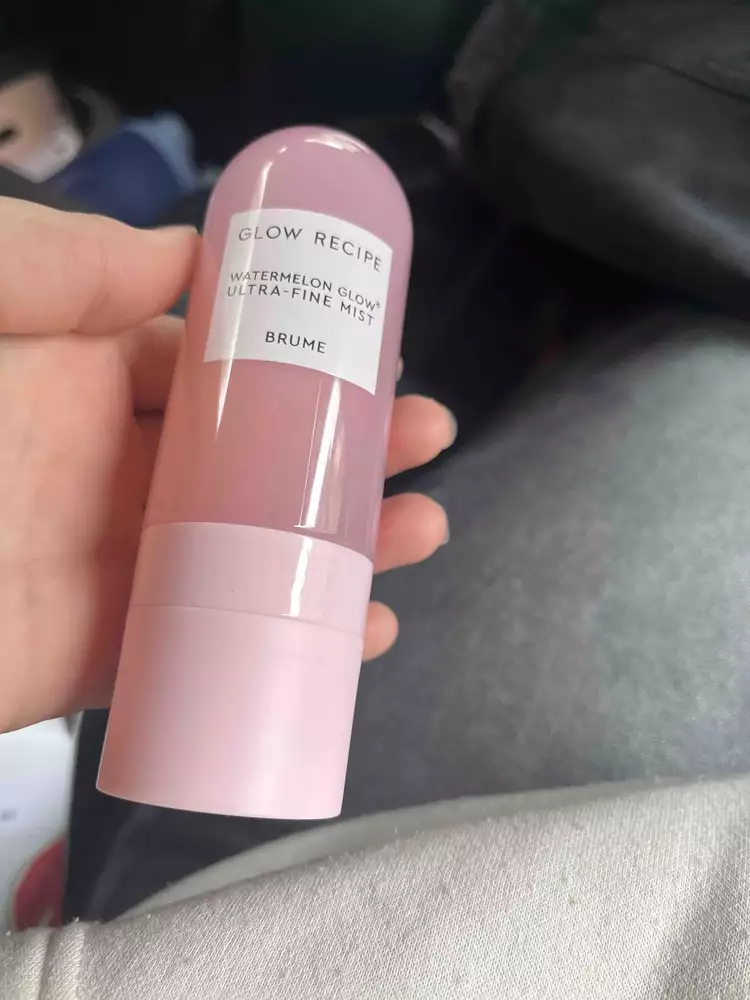 GLOW RECIPE
WATERMELON GLOW®
ULTRA-FINE MIST
BRUME